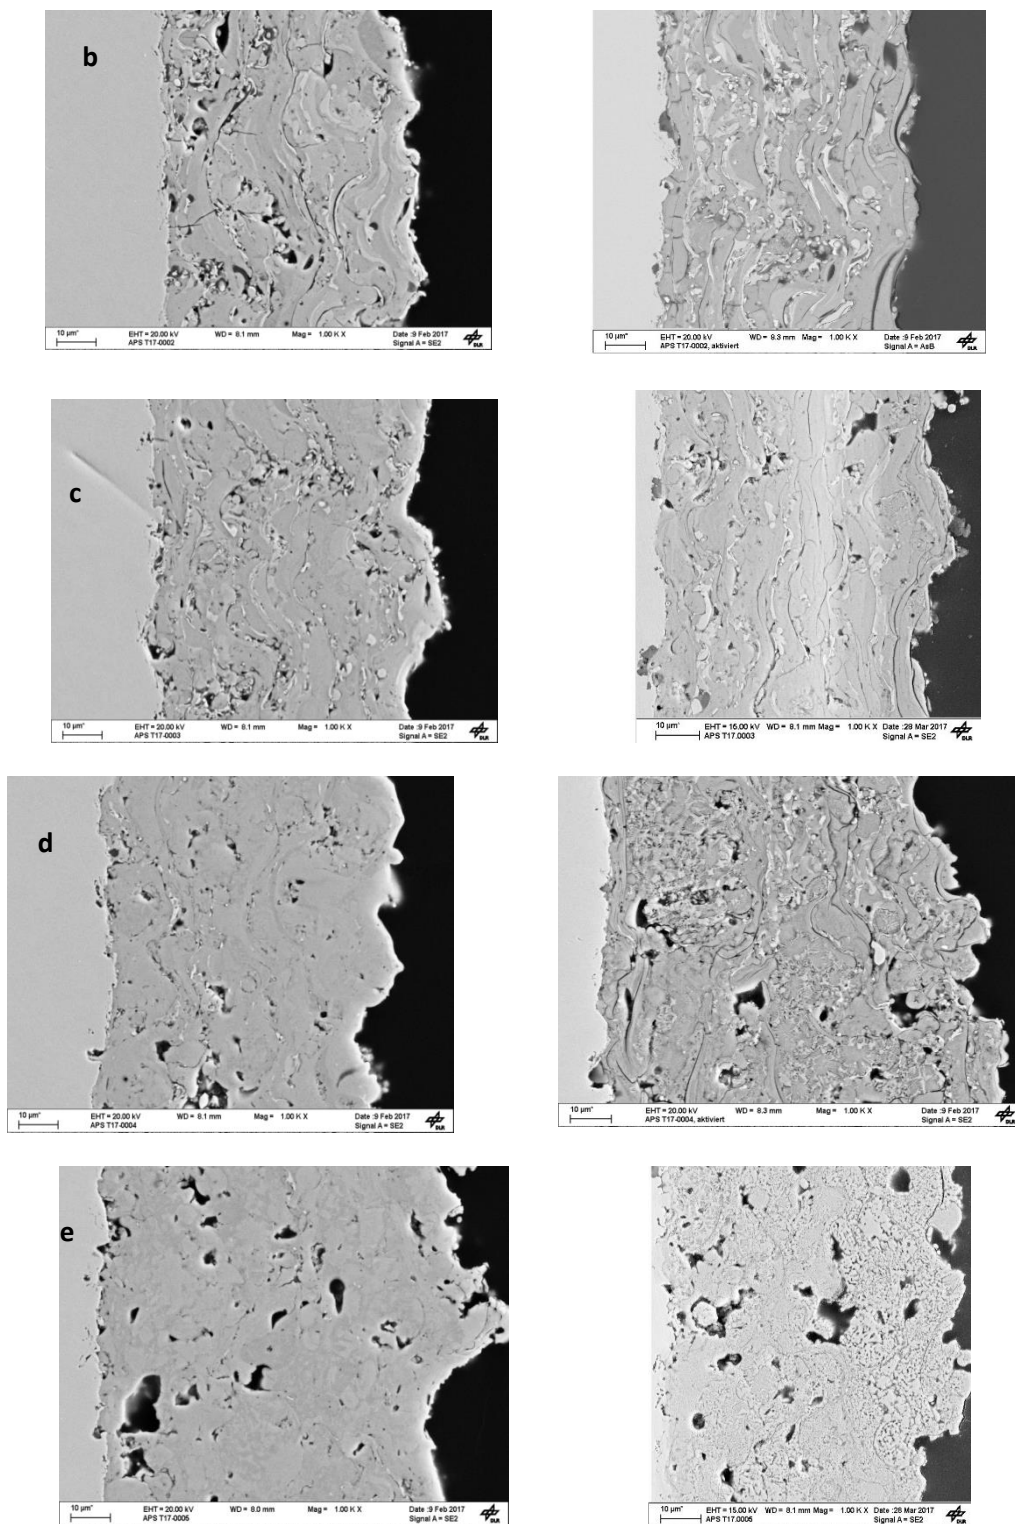 b
10 µm* EHT = 20.00 kV WD = 8.1 mm Mag = 1.00 K X Date :9 Feb 2017
APS T17-0002 Signal A = SE2 DLR
10 µm* EHT = 20.00 kV WD = 8.3 mm Mag = 1.00 K X Date :9 Feb 2017
APS T17-0002, aktiviert Signal A = AsB DLR
c
10 µm* EHT = 20.00 kV WD = 8.1 mm Mag = 1.00 K X Date :9 Feb 2017
APS T17-0003 Signal A = SE2 DLR
10 µm* EHT = 15.00 kV WD = 8.1 mm Mag = 1.00 K X Date :28 Mar 2017
APS T17.0003 Signal A = SE2 DLR
d
10 µm* EHT = 20.00 kV WD = 8.1 mm Mag = 1.00 K X Date :9 Feb 2017
APS T17-0004 Signal A = SE2 DLR
10 µm* EHT = 20.00 kV WD = 8.3 mm Mag = 1.00 K X Date :9 Feb 2017
APS T17-0004, aktiviert Signal A = SE2 DLR
e
10 µm* EHT = 20.00 kV WD = 8.0 mm Mag = 1.00 K X Date :9 Feb 2017
APS T17-0005 Signal A = SE2 DLR
10 µm* EHT = 15.00 kV WD = 8.1 mm Mag = 1.00 K X Date :28 Mar 2017
APS T17.0005 Signal A = SE2 DLR